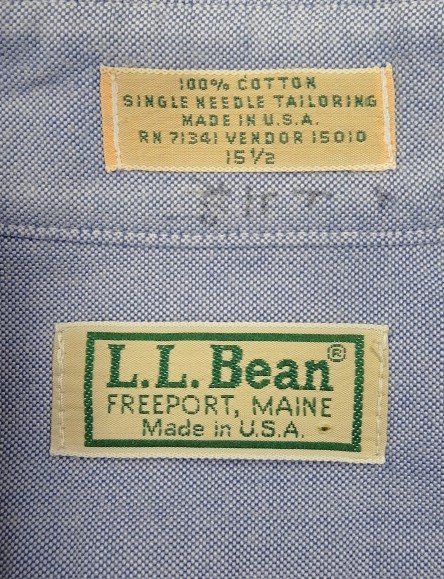 100% COTTON
SINGLE NEEDLE TAILORING
MADE IN U.S.A.
RN 71341 VENDOR 15010
15 1/2
L.L.Bean®
FREEPORT, MAINE
Made in U.S.A.